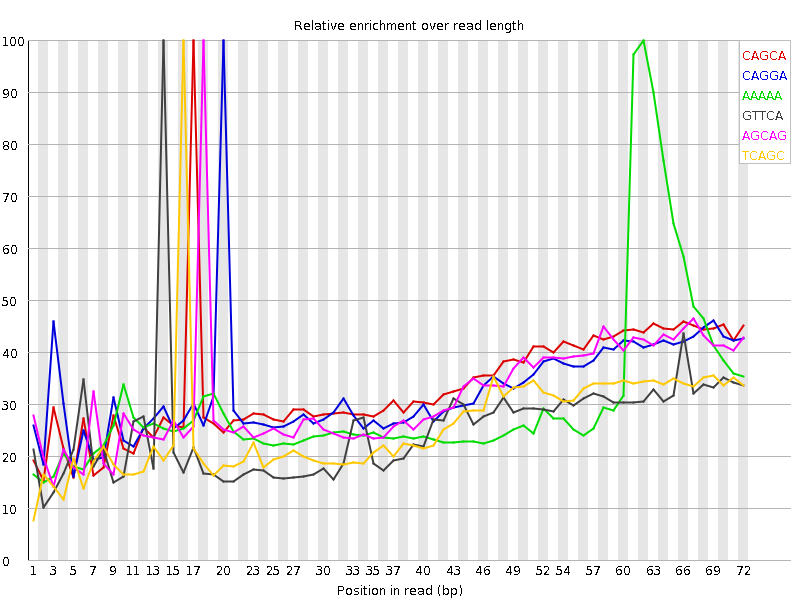 Relative enrichment over read length
100
90
80
70
60
50
40
30
20
10
0
CAGCA
CAGGA
AAAAA
GTTCA
AGCAG
TCAGC
1 3 5 7 9 11 13 15 17 20 23 25 27 30 33 35 37 40 43 46 49 52 54 57 60 63 66 69 72
Position in read (bp)